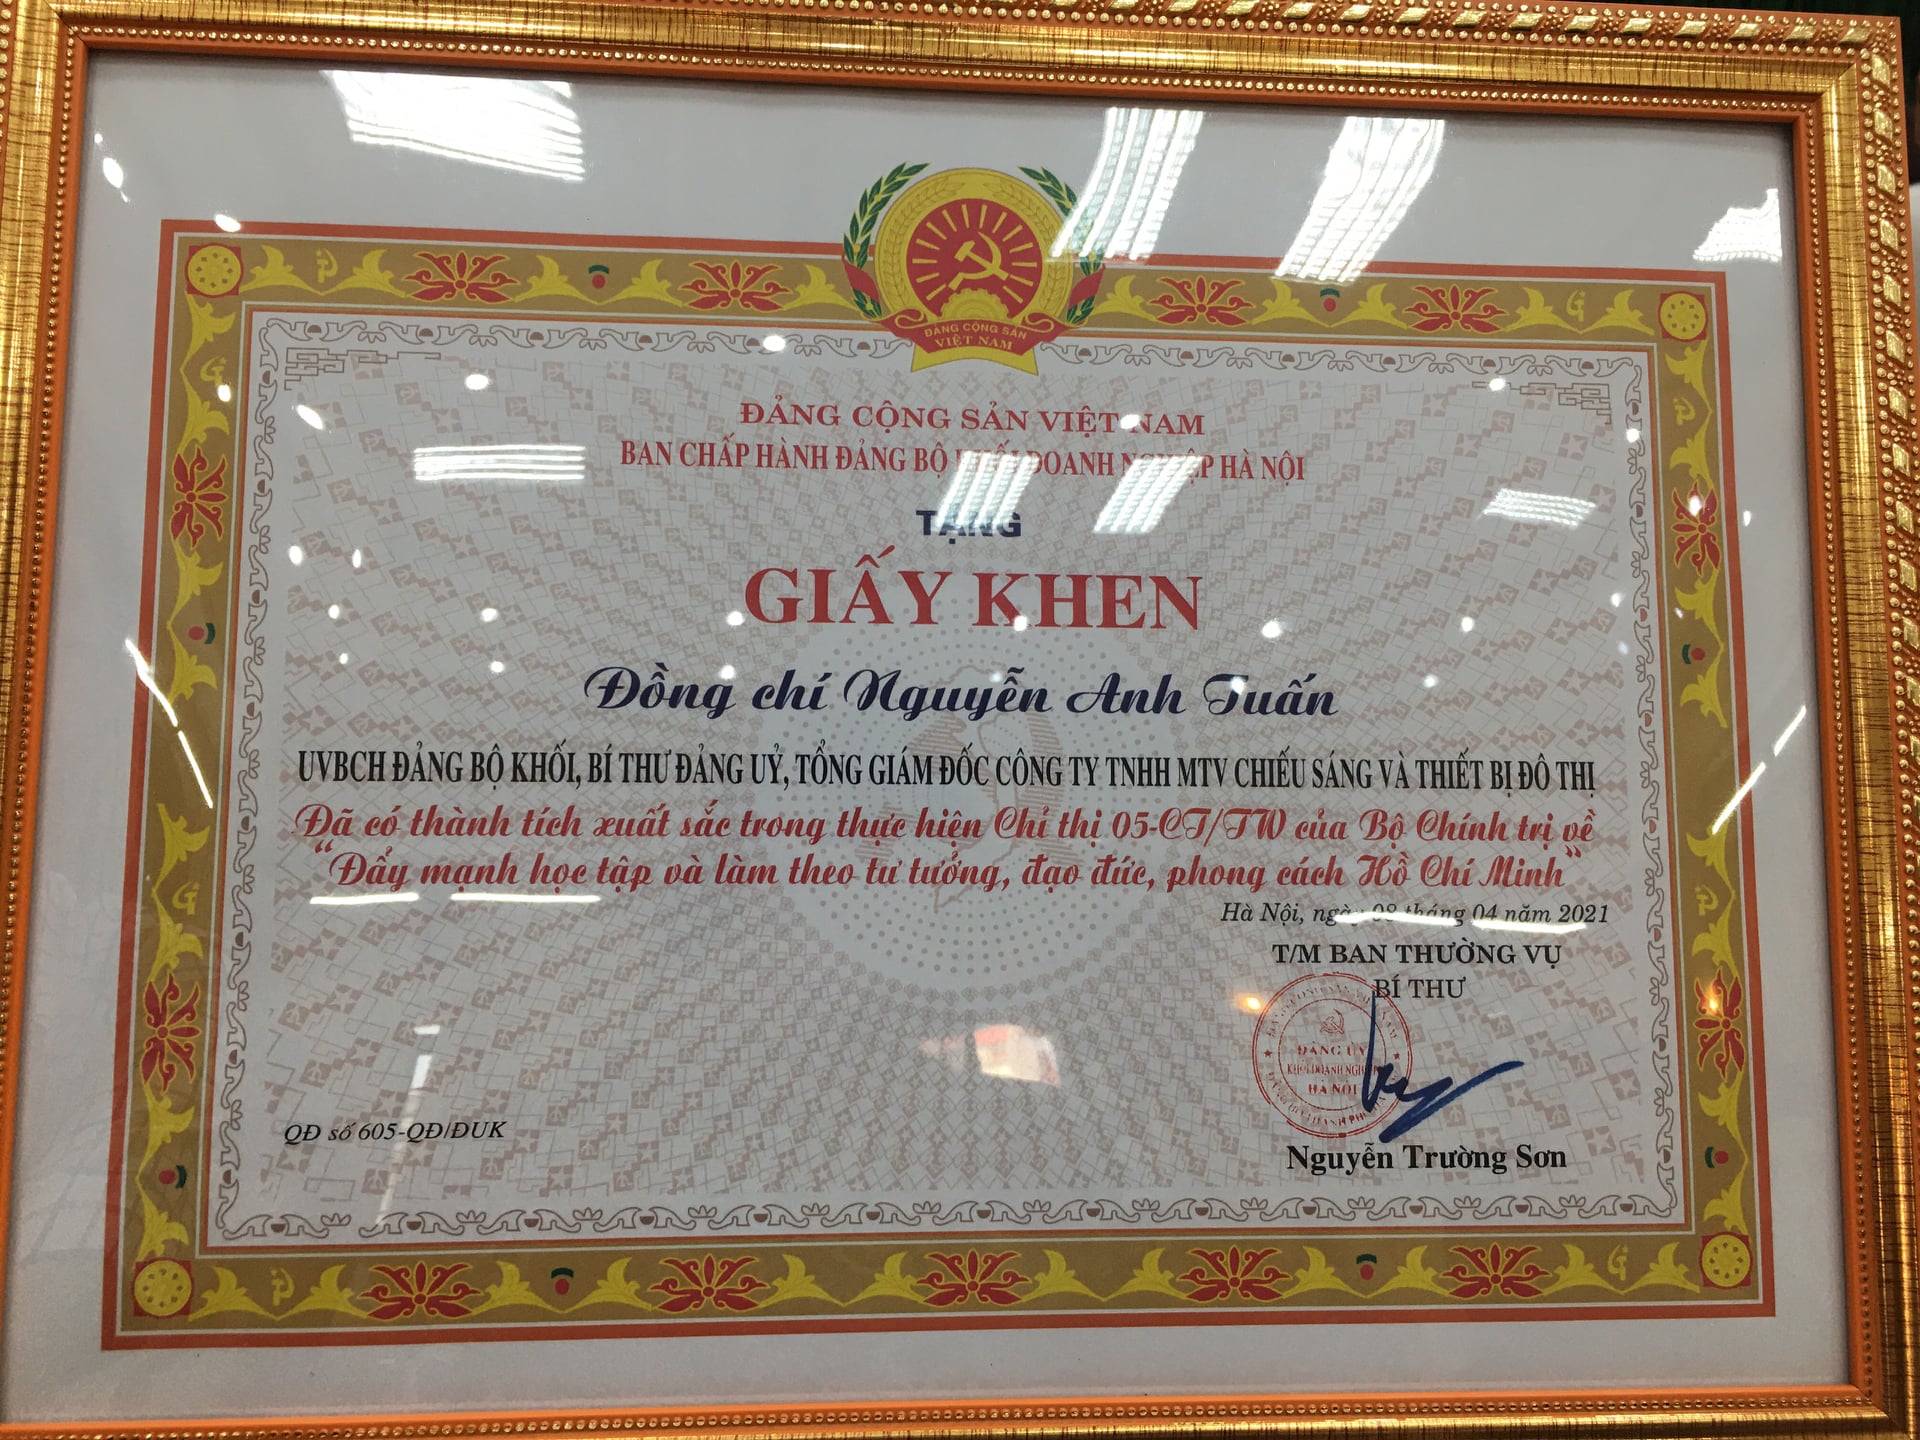 ĐẢNG CỘNG SẢN
VIỆT NAM
ĐẢNG CỘNG SẢN VIỆT NAM
BAN CHẤP HÀNH ĐẢNG BỘ KHỐI DOANH NGHIỆP HÀ NỘI
TẶNG
GIẤY KHEN
Đồng chí Nguyễn Anh Tuấn
UVBCH ĐẢNG BỘ KHỐI, BÍ THƯ ĐẢNG UỶ, TỔNG GIÁM ĐỐC CÔNG TY TNHH MTV CHIẾU SÁNG VÀ THIẾT BỊ ĐÔ THỊ
Đã có thành tích xuất sắc trong thực hiện Chỉ thị 05-CT/TW của Bộ Chính trị về
“Đẩy mạnh học tập và làm theo tư tưởng, đạo đức, phong cách Hồ Chí Minh”
Hà Nội, ngày 08 tháng 04 năm 2021
T/M BAN THƯỜNG VỤ
BÍ THƯ
ĐẢNG ỦY
KHỐI DOANH NGHIỆP
HÀ NỘI
QĐ số 605-QĐ/ĐUK
Nguyễn Trường Sơn